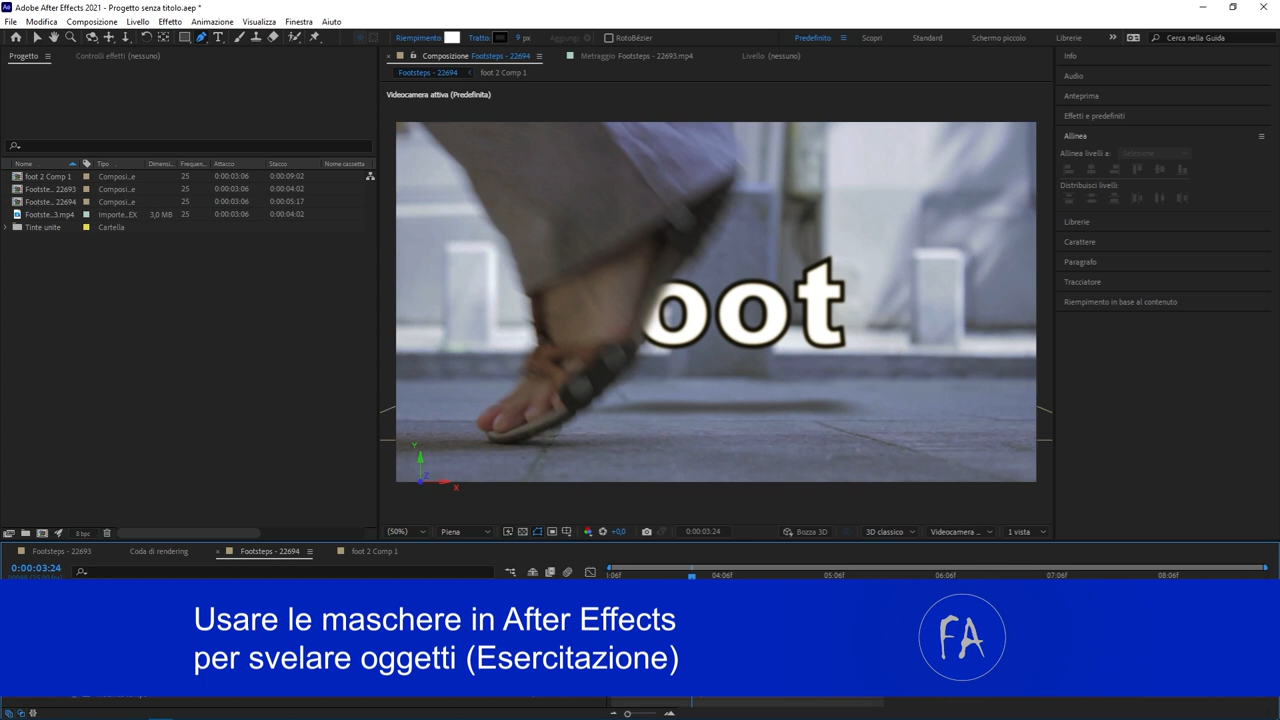 Adobe After Effects 2021 - Progetto senza titolo.aep *
File Modifica Composizione Livello Effetto Animazione Visualizza Finestra Aiuto
Riempimento: Tratto: 9 px Aggiungi: RotoBézier Predefinito Scopri Standard Schermo piccolo Librerie Cerca nella Guida
Progetto Controlli effetti (nessuno)
Composizione Footsteps - 22694 Metraggio Footsteps - 22693.mp4 Livello (nessuno)
Footsteps - 22694 foot 2 Comp 1
Videocamera attiva (Predefinita)
Nome Tipo Dimensi.. Frequen... Attacco Stacco Nome cassetta
foot 2 Comp 1 Composi...e 25 0:00:03:06 0:00:09:02
Footste... 22693 Composi...e 25 0:00:03:06 0:00:04:02
Footste... 22694 Composi...e 25 0:00:03:06 0:00:05:17
Footste...3.mp4 Importe...EX 3,0 MB 25 0:00:03:06 0:00:04:02
Tinte unite Cartella
oot
Y
Z
X
Info
Audio
Anteprima
Effetti e predefiniti
Allinea
Allinea livelli a: Selezione
Distribuisci livelli:
Librerie
Carattere
Paragrafo
Tracciatore
Riempimento in base al contenuto
8 bpc
(50%) Piena +0,0 0:00:03:24 Bozza 3D 3D classico Videocamera ... 1 vista
Footsteps - 22693 Coda di rendering Footsteps - 22694 foot 2 Comp 1
0:00:03:24
:06f 04:06f 05:06f 06:06f 07:06f 08:06f
Usare le maschere in After Effects
per svelare oggetti (Esercitazione)
FA